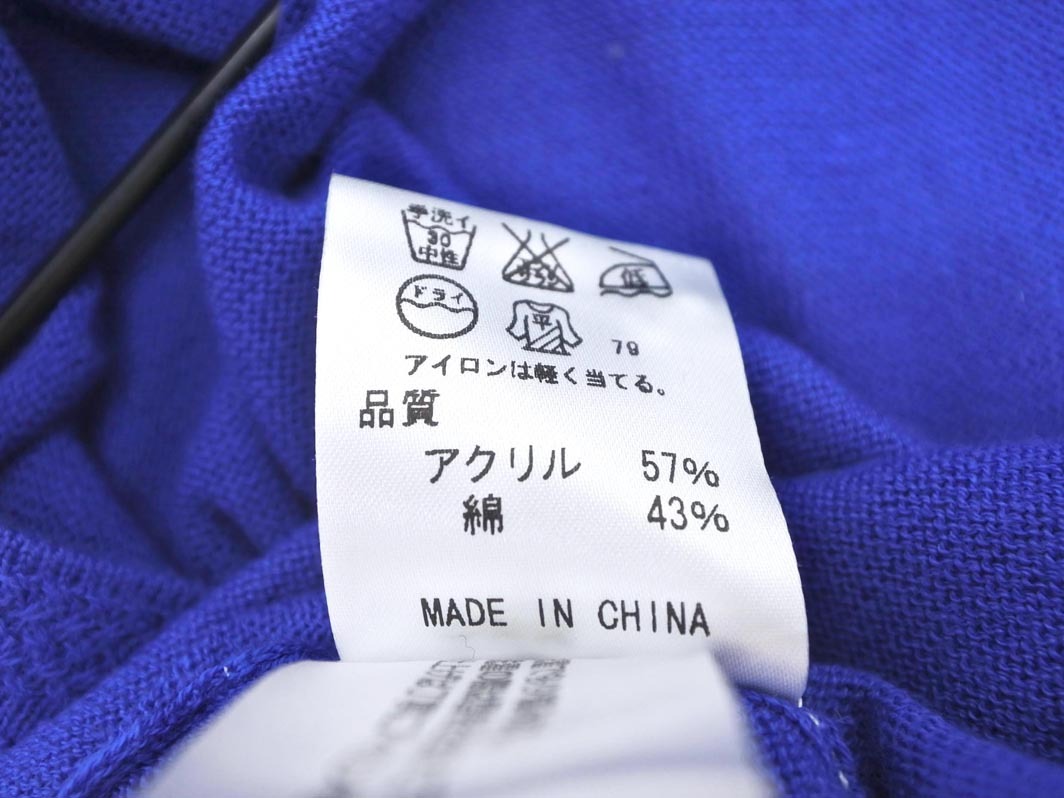 手洗イ
30
中性
低
ドライ
平
79
アイロンは軽く当てる。
品質
アクリル 57%
綿 43%
MADE IN CHINA